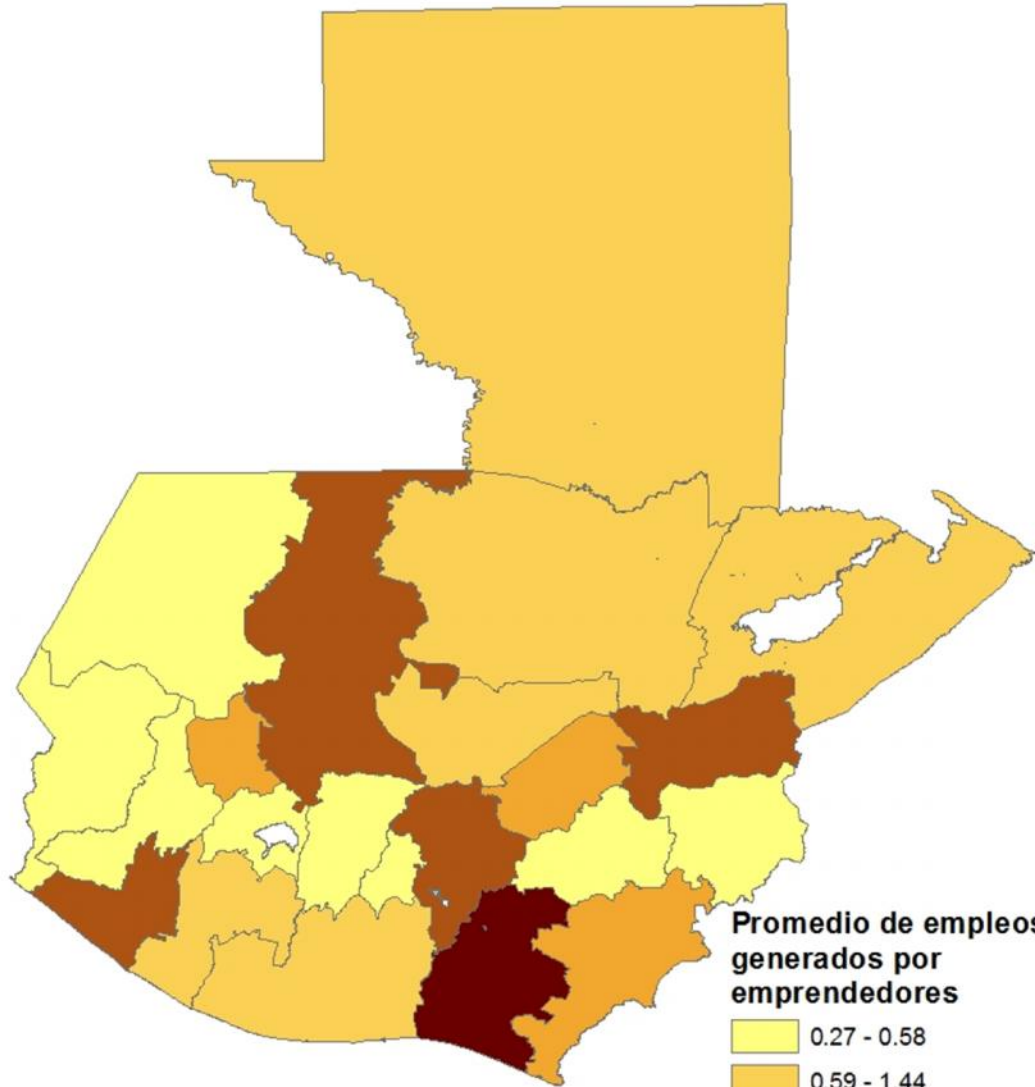 Promedio de empleos
generados por
emprendedores
0.27 - 0.58
0.59 - 1.44